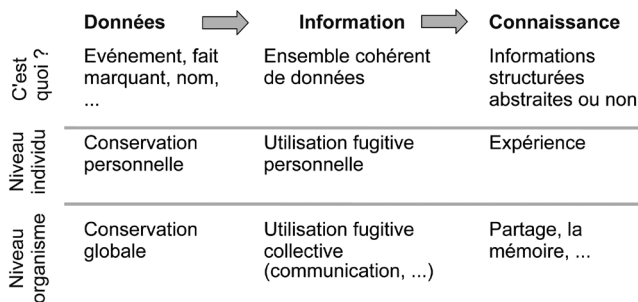 Données Information Connaissance
C'est
quoi ?
Evénement, fait
marquant, nom,
...
Ensemble cohérent
de données
Informations
structurées
abstraites ou non
Niveau
individu
Conservation
personnelle
Utilisation fugitive
personnelle
Expérience
Niveau
organisme
Conservation
globale
Utilisation fugitive
collective
(communication, ...)
Partage, la
mémoire, ...